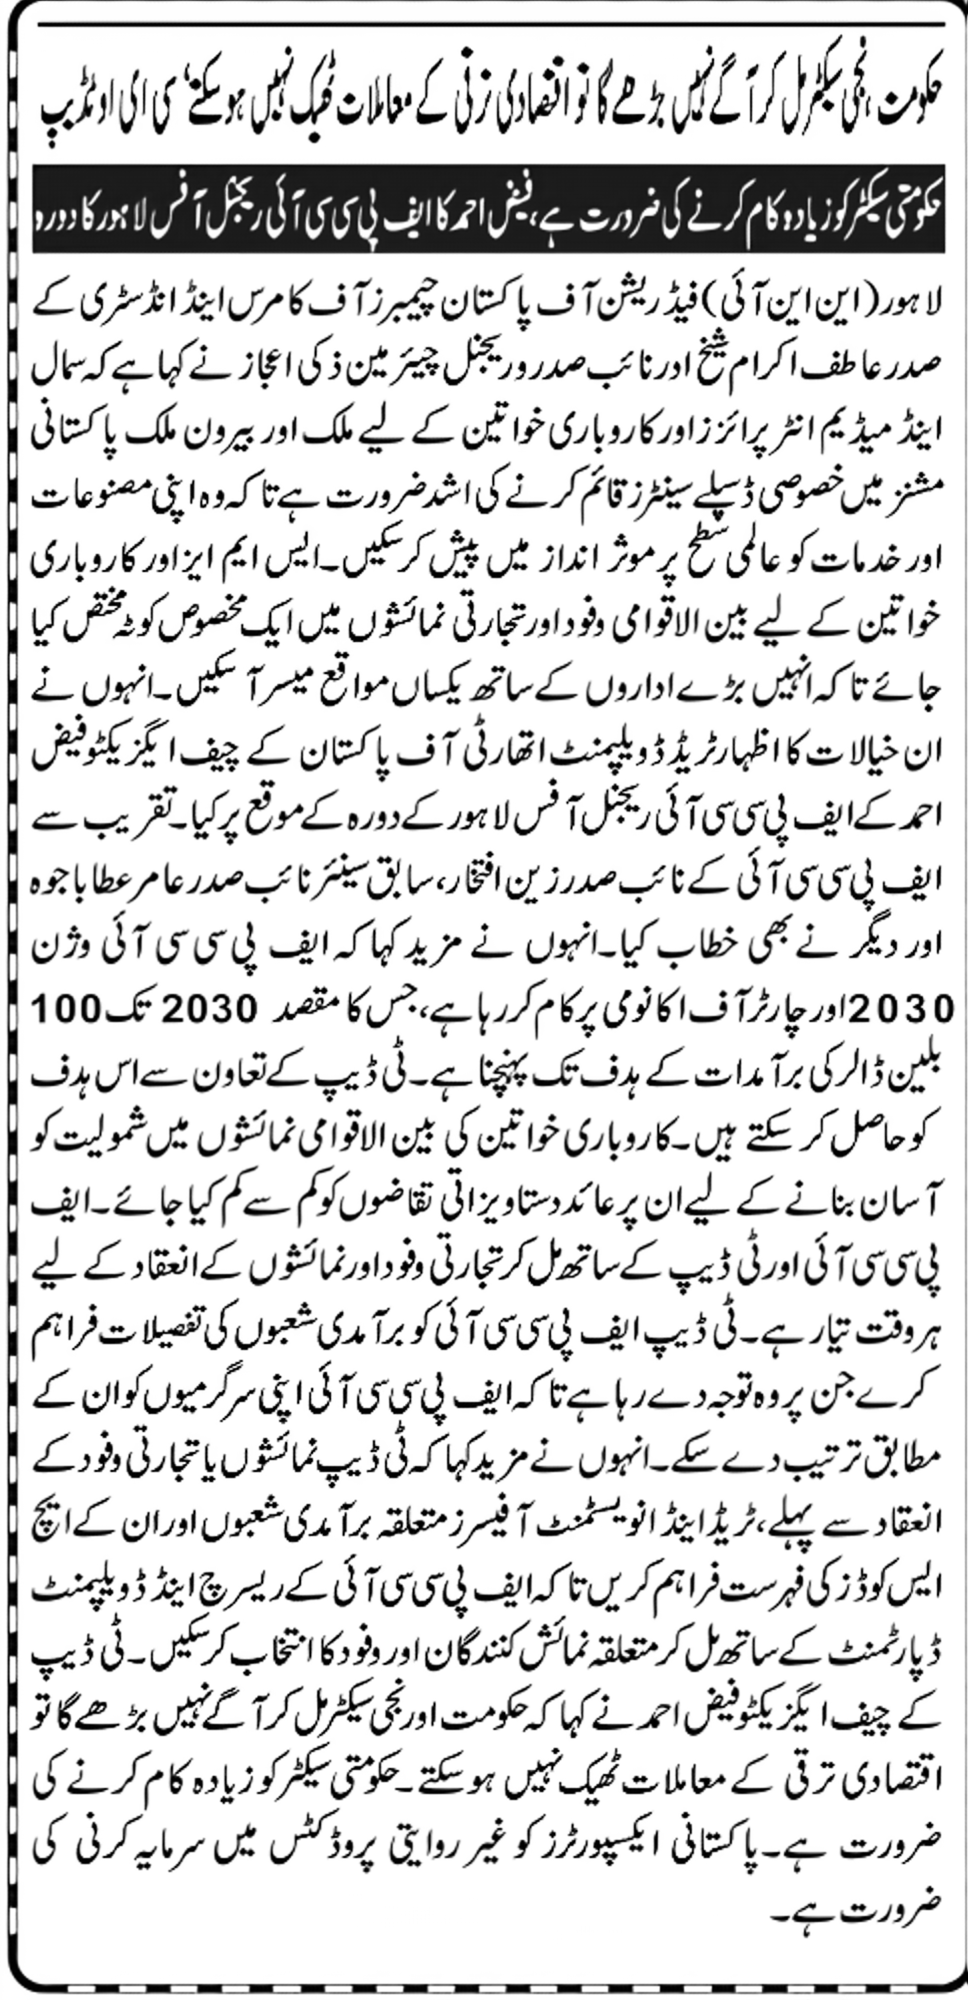 حکومت، نجی سیکٹر مل کر آگے نہیں بڑھے گا تو اقتصادی ترقی کے معاملات ٹھیک نہیں ہو سکتے‘ سی ای او ٹڈیپ
حکومتی سیکٹر کو زیادہ کام کرنے کی ضرورت ہے، فیض احمد کا ایف پی سی سی آئی ریجنل آفس لاہور کا دورہ
لاہور (این این آئی) فیڈریشن آف پاکستان چیمبرز آف کامرس اینڈ انڈسٹری کے
صدر عاطف اکرام شیخ اور نائب صدر و ریجنل چیئرمین ذکی اعجاز نے کہا ہے کہ سمال
اینڈ میڈیم انٹرپرائزز اور کاروباری خواتین کے لیے ملک اور بیرون ملک پاکستانی
مشنز میں خصوصی ڈسپلے سینٹرز قائم کرنے کی اشد ضرورت ہے تاکہ وہ اپنی مصنوعات
اور خدمات کو عالمی سطح پر موثر انداز میں پیش کر سکیں۔ ایس ایم ایز اور کاروباری
خواتین کے لیے بین الاقوامی وفود اور تجارتی نمائشوں میں ایک مخصوص کوٹہ مختص کیا
جائے تاکہ انہیں بڑے اداروں کے ساتھ یکساں مواقع میسر آ سکیں۔ انہوں نے
ان خیالات کا اظہار ٹریڈ ڈویلپمنٹ اتھارٹی آف پاکستان کے چیف ایگزیکٹو فیض
احمد کے ایف پی سی سی آئی ریجنل آفس لاہور کے دورہ کے موقع پر کیا۔ تقریب سے
ایف پی سی سی آئی کے نائب صدر زین افتخار، سابق سینئر نائب صدر عامر عطا باجوہ
اور دیگر نے بھی خطاب کیا۔ انہوں نے مزید کہا کہ ایف پی سی سی آئی وژن
2030 اور چارٹر آف اکانومی پر کام کر رہا ہے، جس کا مقصد 2030 تک 100
بلین ڈالر کی برآمدات کے ہدف تک پہنچنا ہے۔ ٹی ڈیپ کے تعاون سے اس ہدف
کو حاصل کر سکتے ہیں۔ کاروباری خواتین کی بین الاقوامی نمائشوں میں شمولیت کو
آسان بنانے کے لیے ان پر عائد دستاویزاتی تقاضوں کو کم سے کم کیا جائے۔ ایف
پی سی سی آئی اور ٹی ڈیپ کے ساتھ مل کر تجارتی وفود اور نمائشوں کے انعقاد کے لیے
ہر وقت تیار ہے۔ ٹی ڈیپ ایف پی سی سی آئی کو برآمدی شعبوں کی تفصیلات فراہم
کرے جن پر وہ توجہ دے رہا ہے تاکہ ایف پی سی سی آئی اپنی سرگرمیوں کو ان کے
مطابق ترتیب دے سکے۔ انہوں نے مزید کہا کہ ٹی ڈیپ نمائشوں یا تجارتی وفود کے
انعقاد سے پہلے، ٹریڈ اینڈ انویسٹمنٹ آفیسرز متعلقہ برآمدی شعبوں اور ان کے ایچ
ایس کوڈز کی فہرست فراہم کریں تاکہ ایف پی سی سی آئی کے ریسرچ اینڈ ڈویلپمنٹ
ڈپارٹمنٹ کے ساتھ مل کر متعلقہ نمائش کنندگان اور وفود کا انتخاب کر سکیں۔ ٹی ڈیپ
کے چیف ایگزیکٹو فیض احمد نے کہا کہ حکومت اور نجی سیکٹر مل کر آگے نہیں بڑھے گا تو
اقتصادی ترقی کے معاملات ٹھیک نہیں ہو سکتے۔ حکومتی سیکٹر کو زیادہ کام کرنے کی
ضرورت ہے۔ پاکستانی ایکسپورٹرز کو غیر روایتی پروڈکٹس میں سرمایہ کرنی کی
ضرورت ہے۔